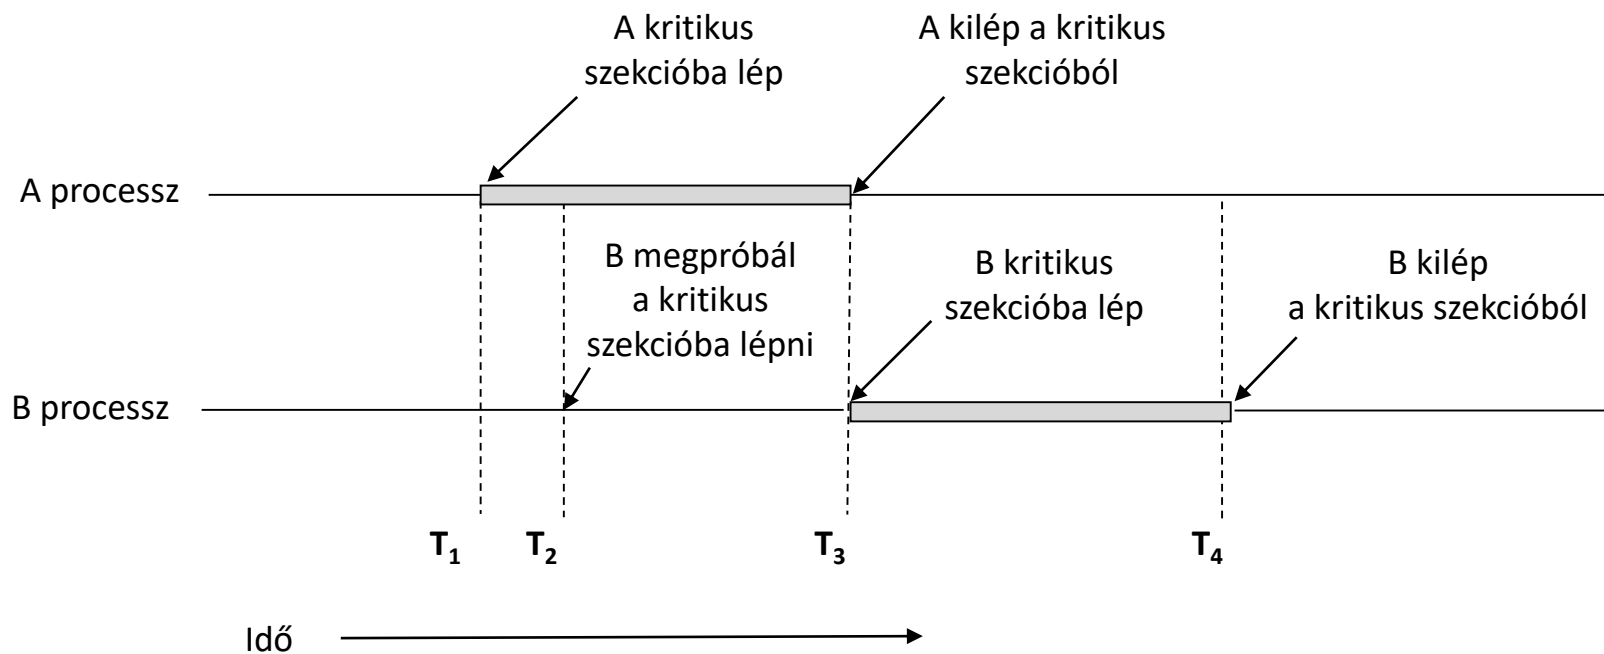 A kritikus
szekcióba lép
A kilép a kritikus
szekcióból
A processz
B megpróbál
a kritikus
szekcióba lépni
B kritikus
szekcióba lép
B kilép
a kritikus szekcióból
B processz
T₁
T₂
T₃
T₄
Idő